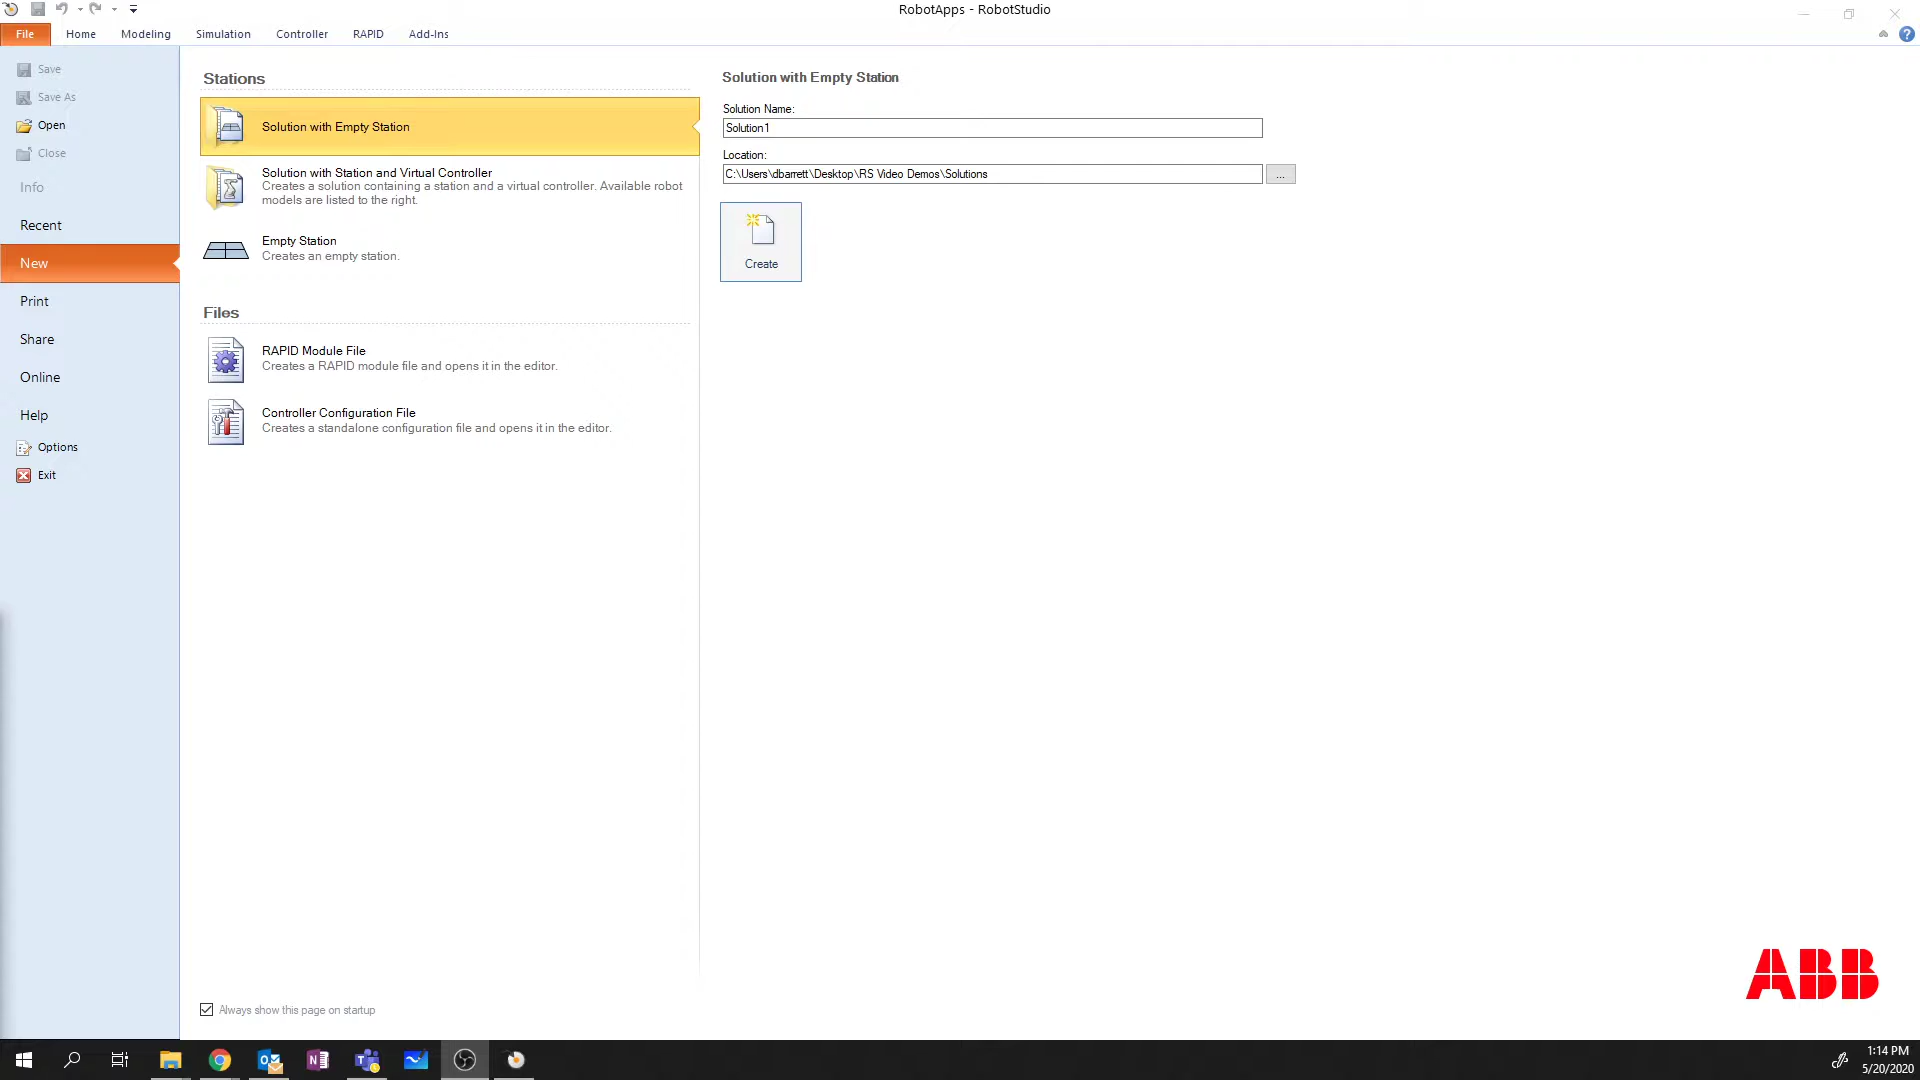 RobotApps - RobotStudio
File
Home
Modeling
Simulation
Controller
RAPID
Add-Ins
?
Save
Save As
Open
Close
Info
Recent
New
Print
Share
Online
Help
Options
Exit
Stations
Solution with Empty Station
Solution with Station and Virtual Controller
Creates a solution containing a station and a virtual controller. Available robot
models are listed to the right.
Empty Station
Creates an empty station.
Files
RAPID Module File
Creates a RAPID module file and opens it in the editor.
Controller Configuration File
Creates a standalone configuration file and opens it in the editor.
Always show this page on startup
Solution with Empty Station
Solution Name:
Solution1
Location:
C:\Users\dbarrett\Desktop\RS Video Demos\Solutions
...
Create
ABB
1:14 PM
5/20/2020